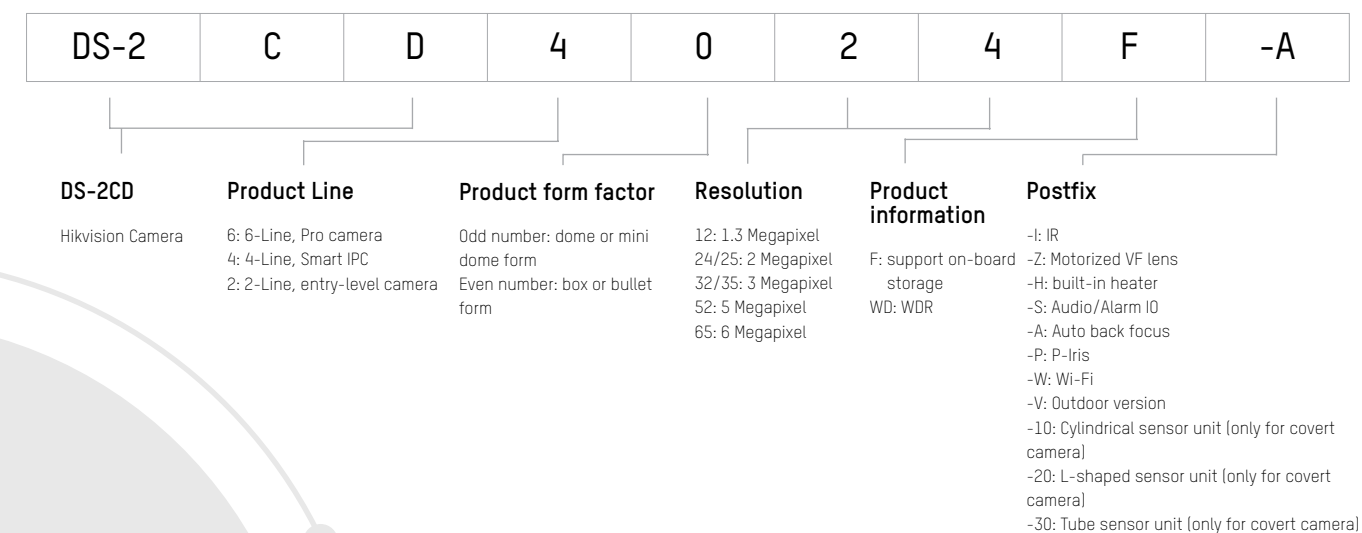 DS-2 C D 4 0 2 4 F -A
DS-2CD
Hikvision Camera
Product Line
6: 6-Line, Pro camera
4: 4-Line, Smart IPC
2: 2-Line, entry-level camera
Product form factor
Odd number: dome or mini
dome form
Even number: box or bullet
form
Resolution
12: 1.3 Megapixel
24/25: 2 Megapixel
32/35: 3 Megapixel
52: 5 Megapixel
65: 6 Megapixel
Product
information
F: support on-board
storage
WD: WDR
Postfix
-I: IR
-Z: Motorized VF lens
-H: built-in heater
-S: Audio/Alarm IO
-A: Auto back focus
-P: P-Iris
-W: Wi-Fi
-V: Outdoor version
-10: Cylindrical sensor unit (only for covert
camera)
-20: L-shaped sensor unit (only for covert
camera)
-30: Tube sensor unit (only for covert camera)